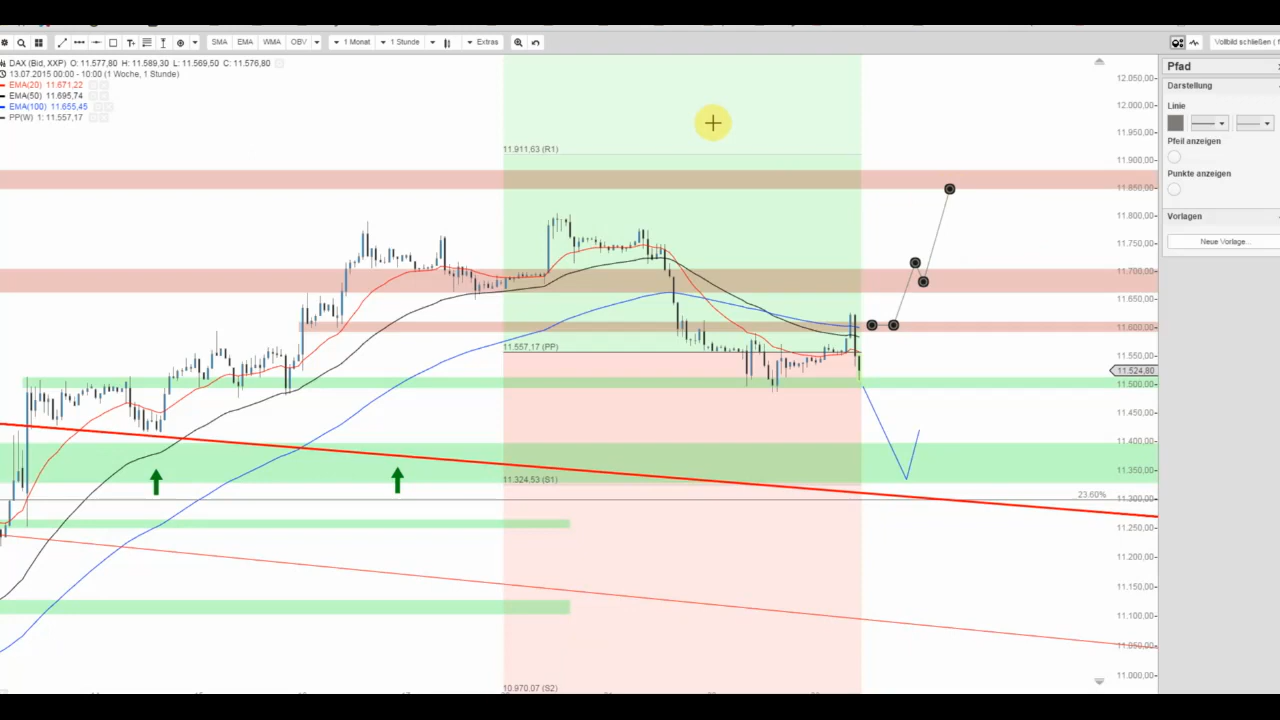 SMA EMA WMA OBV 1 Monat 1 Stunde Extras Vollbild schließen ( f
DAX (Bid, XXP) O: 11.577,80 H: 11.589,30 L: 11.569,50 C: 11.576,80
13.07.2015 00:00 - 10:00 (1 Woche, 1 Stunde)
EMA(20) 11.671,22
EMA(50) 11.695,74
EMA(100) 11.655,45
PP(W) 1: 11.557,17
Pfad
Darstellung
Linie
Pfeil anzeigen
Punkte anzeigen
Vorlagen
Neue Vorlage...
11.911,63 (R1)
11.557,17 (PP)
11.324,53 (S1)
10.970,07 (S2)
23.60%
12.050,00
12.000,00
11.950,00
11.900,00
11.850,00
11.800,00
11.750,00
11.700,00
11.650,00
11.600,00
11.550,00
11.524,80
11.500,00
11.450,00
11.400,00
11.350,00
11.300,00
11.250,00
11.200,00
11.150,00
11.100,00
11.050,00
11.000,00